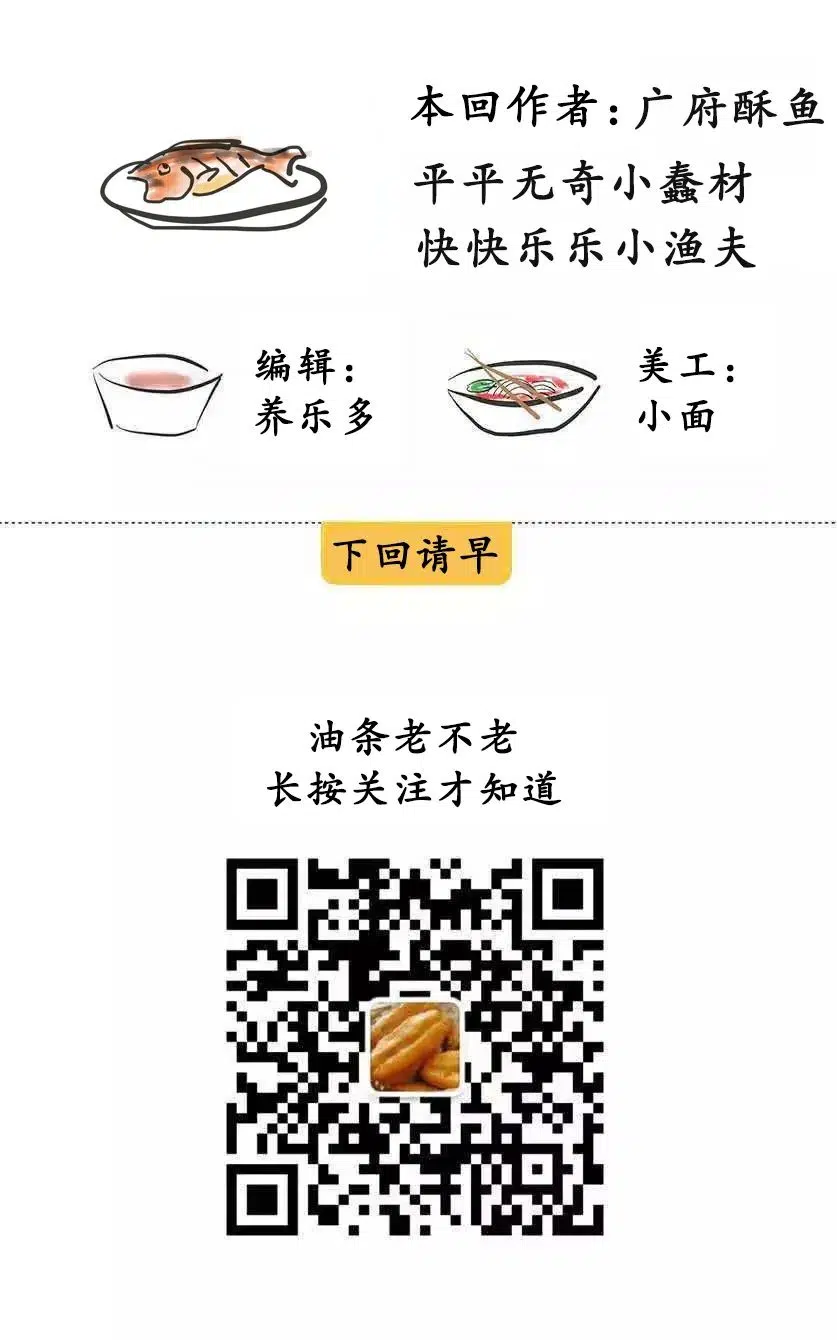 本回作者：广府酥鱼
平平无奇小蠢材
快快乐乐小渔夫
编辑：
养乐多
美工：
小面
下回请早
油条老不老
长按关注才知道